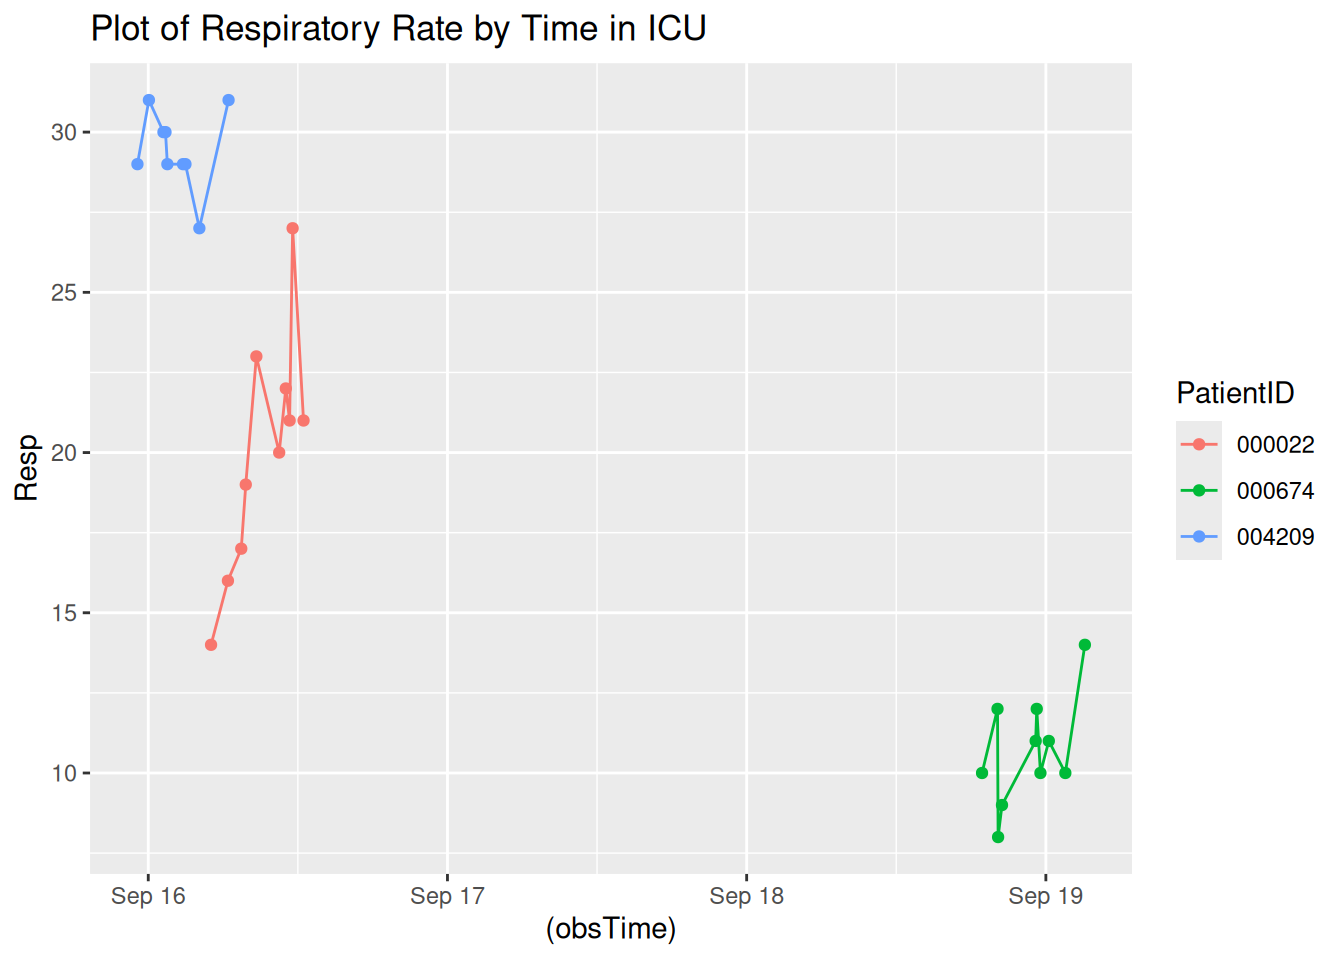 Plot of Respiratory Rate by Time in ICU
Resp
30
25
20
15
10
Sep 16
Sep 17
Sep 18
Sep 19
(obsTime)
PatientID
000022
000674
004209